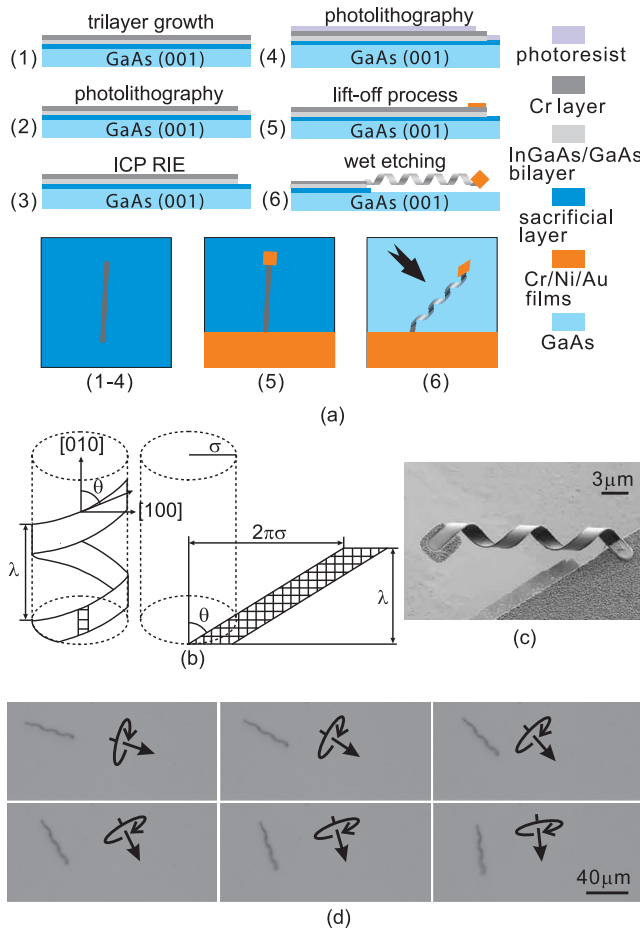 trilayer growth
(1)
GaAs (001)
photolithography
(2)
GaAs (001)
ICP RIE
(3)
GaAs (001)
photolithography
(4)
GaAs (001)
lift-off process
(5)
GaAs (001)
wet etching
(6)
GaAs (001)
photoresist
Cr layer
InGaAs/GaAs
bilayer
sacrificial
layer
Cr/Ni/Au
films
GaAs
(1-4)
(5)
(6)
(a)
[010]
θ
[100]
λ
σ
2πσ
θ
λ
(b)
3μm
(c)
40μm
(d)